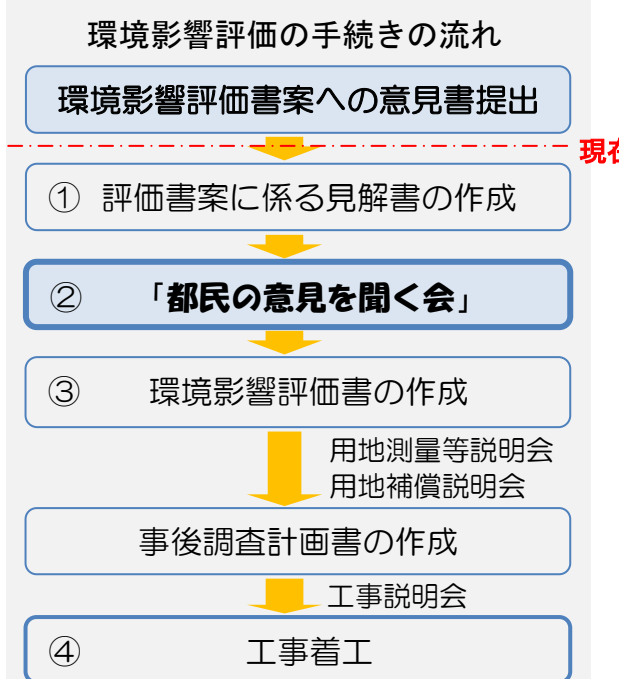 環境影響評価の手続きの流れ
環境影響評価書案への意見書提出
現在
① 評価書案に係る見解書の作成
② 「都民の意見を聞く会」
③ 環境影響評価書の作成
用地測量等説明会
用地補償説明会
事後調査計画書の作成
工事説明会
④ 工事着工